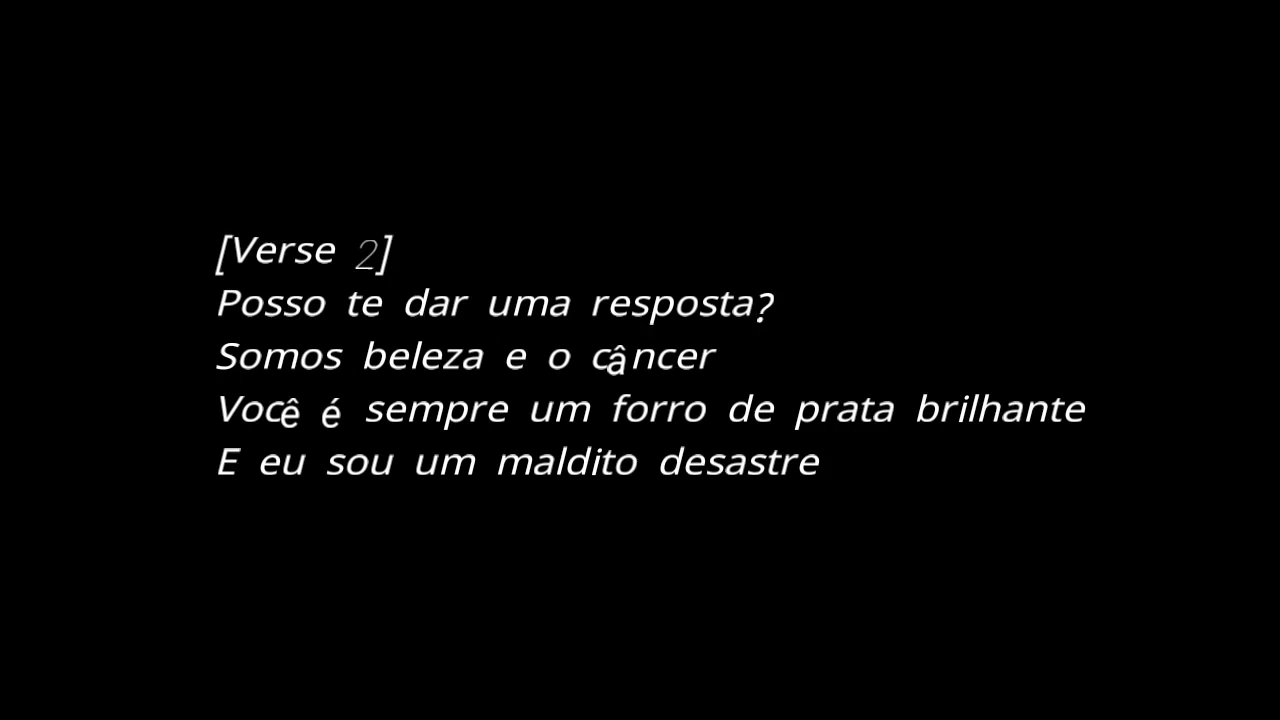 [Verse 2]
Posso te dar uma resposta?
Somos beleza e o câncer
Você é sempre um forro de prata brilhante
E eu sou um maldito desastre